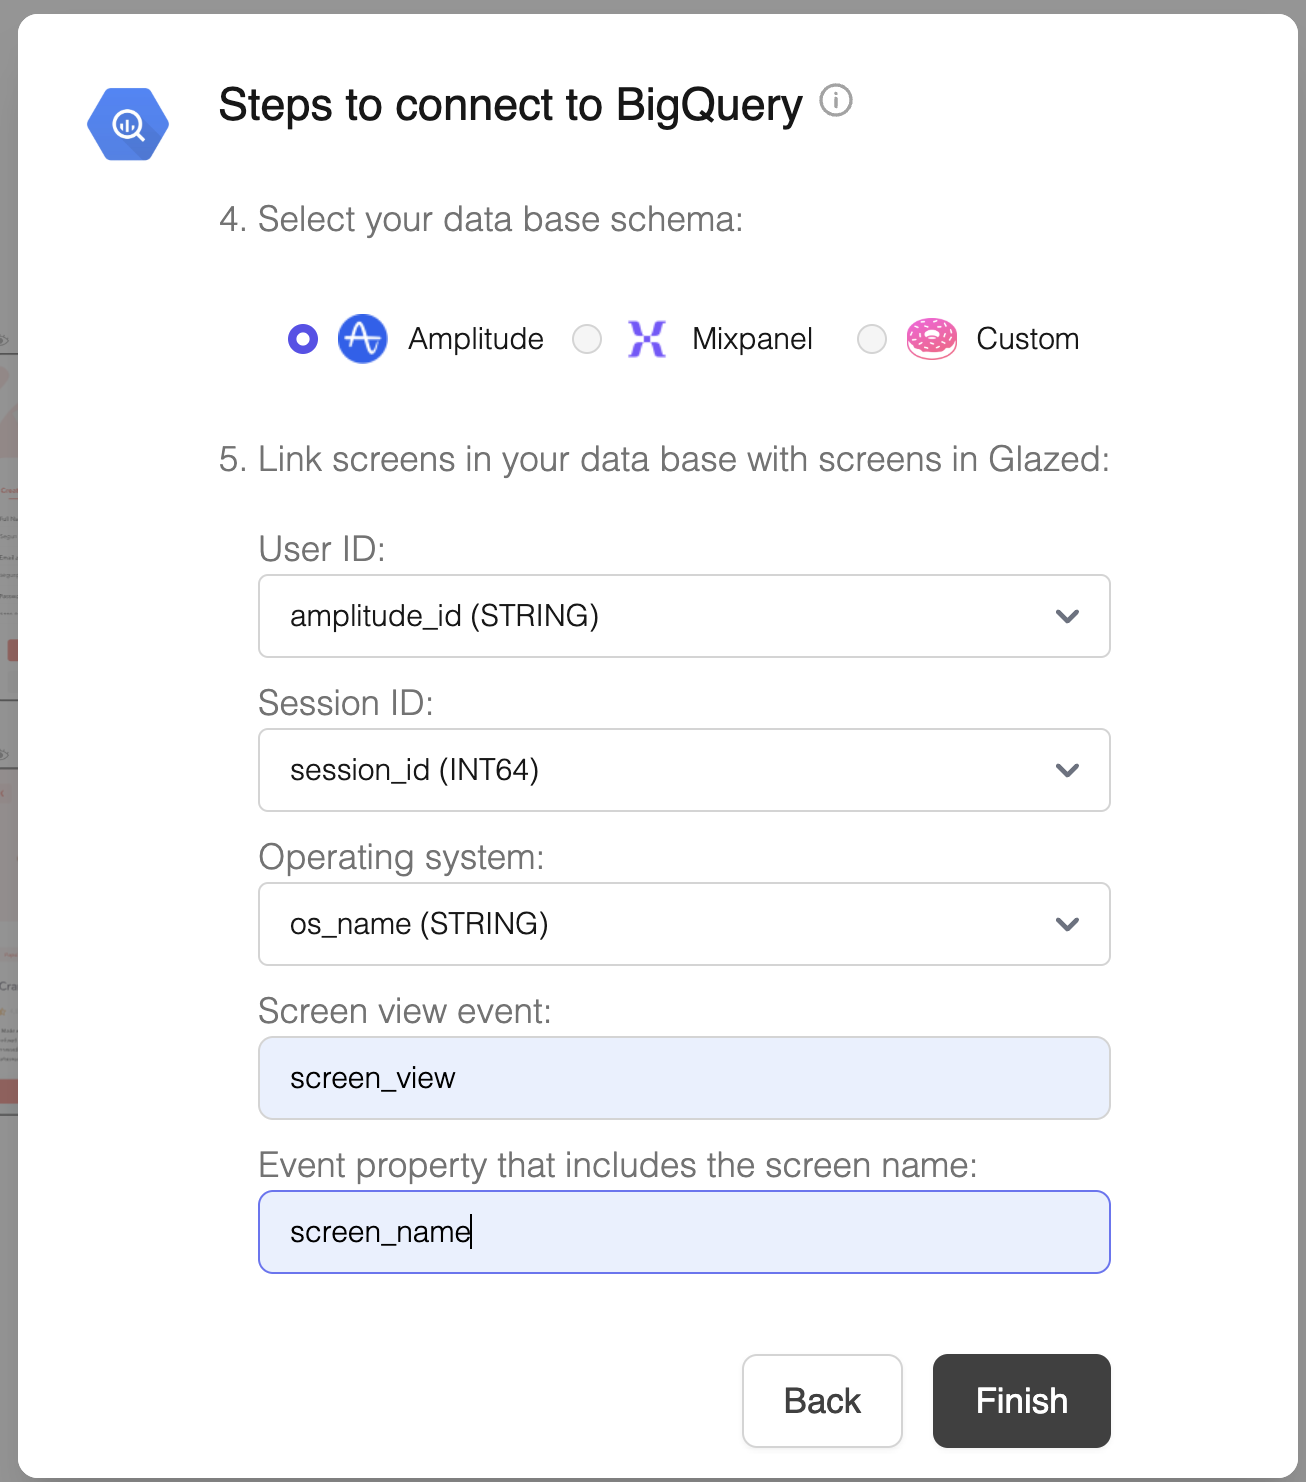 Steps to connect to BigQuery
4. Select your data base schema:
Amplitude
Mixpanel
Custom
5. Link screens in your data base with screens in Glazed:
User ID:
amplitude_id (STRING)
Session ID:
session_id (INT64)
Operating system:
os_name (STRING)
Screen view event:
screen_view
Event property that includes the screen name:
screen_name
Back
Finish